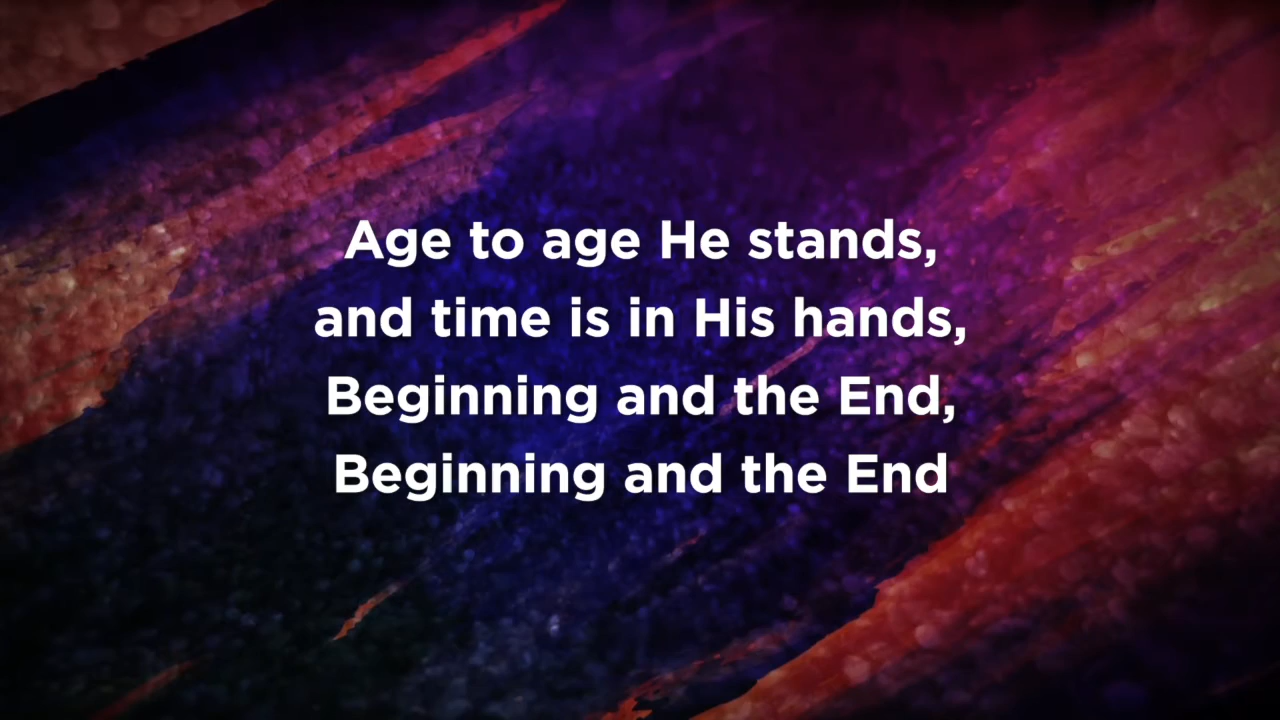 Age to age He stands,
and time is in His hands,
Beginning and the End,
Beginning and the End